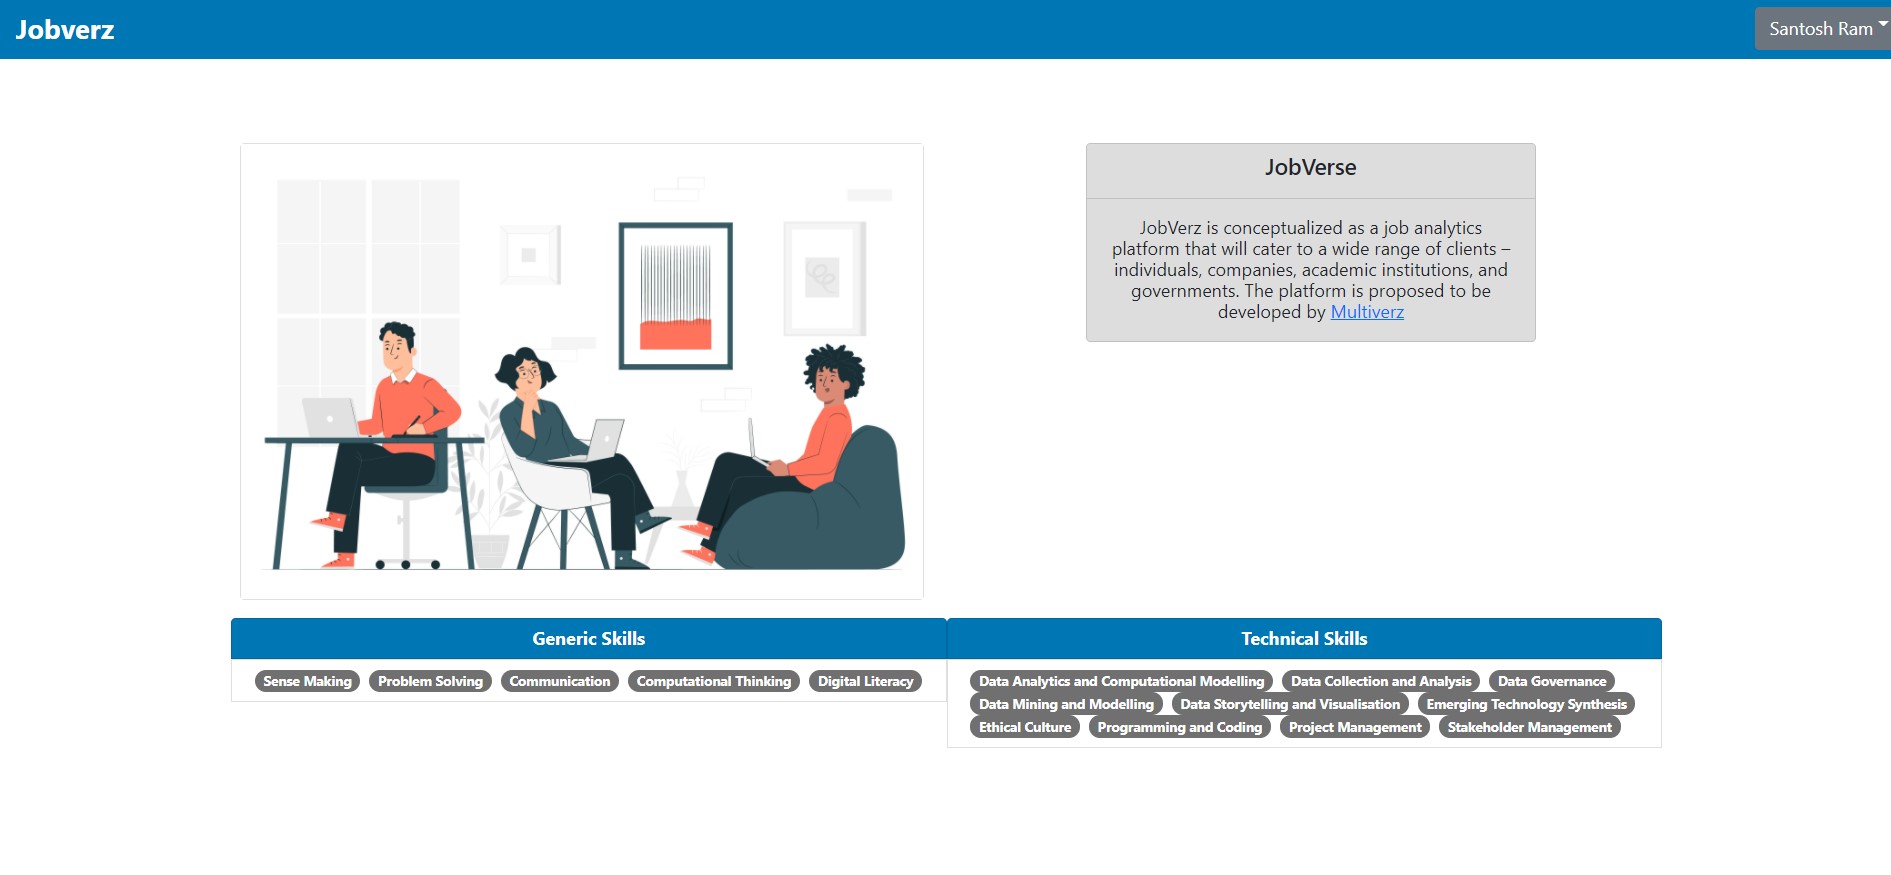 Jobverz
Santosh Ram
JobVerse
JobVerz is conceptualized as a job analytics
platform that will cater to a wide range of clients –
individuals, companies, academic institutions, and
governments. The platform is proposed to be
developed by Multiverz
Generic Skills
Sense Making Problem Solving Communication Computational Thinking Digital Literacy
Technical Skills
Data Analytics and Computational Modelling Data Collection and Analysis Data Governance
Data Mining and Modelling Data Storytelling and Visualisation Emerging Technology Synthesis
Ethical Culture Programming and Coding Project Management Stakeholder Management